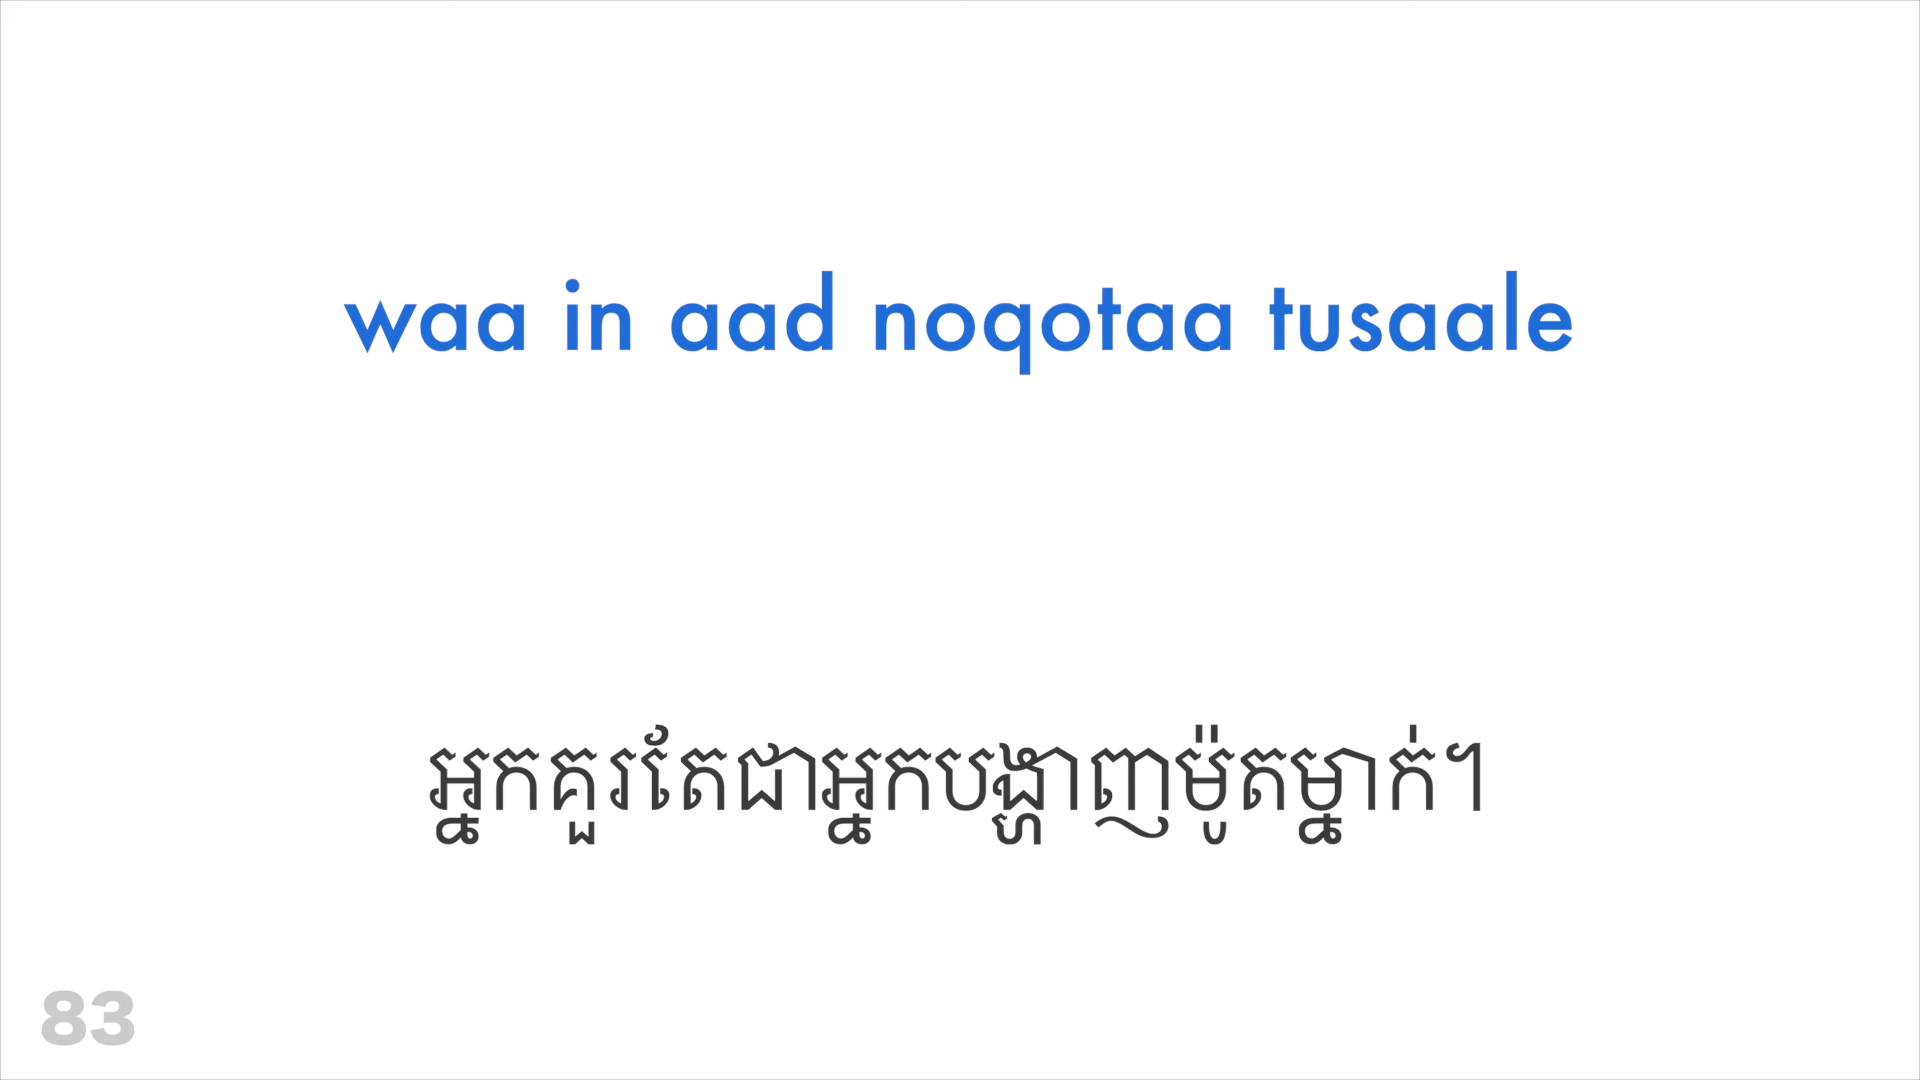 waa in aad noqotaa tusaale
អ្នកគួរតែជាអ្នកបង្ហាញម៉ូតម្នាក់។
83